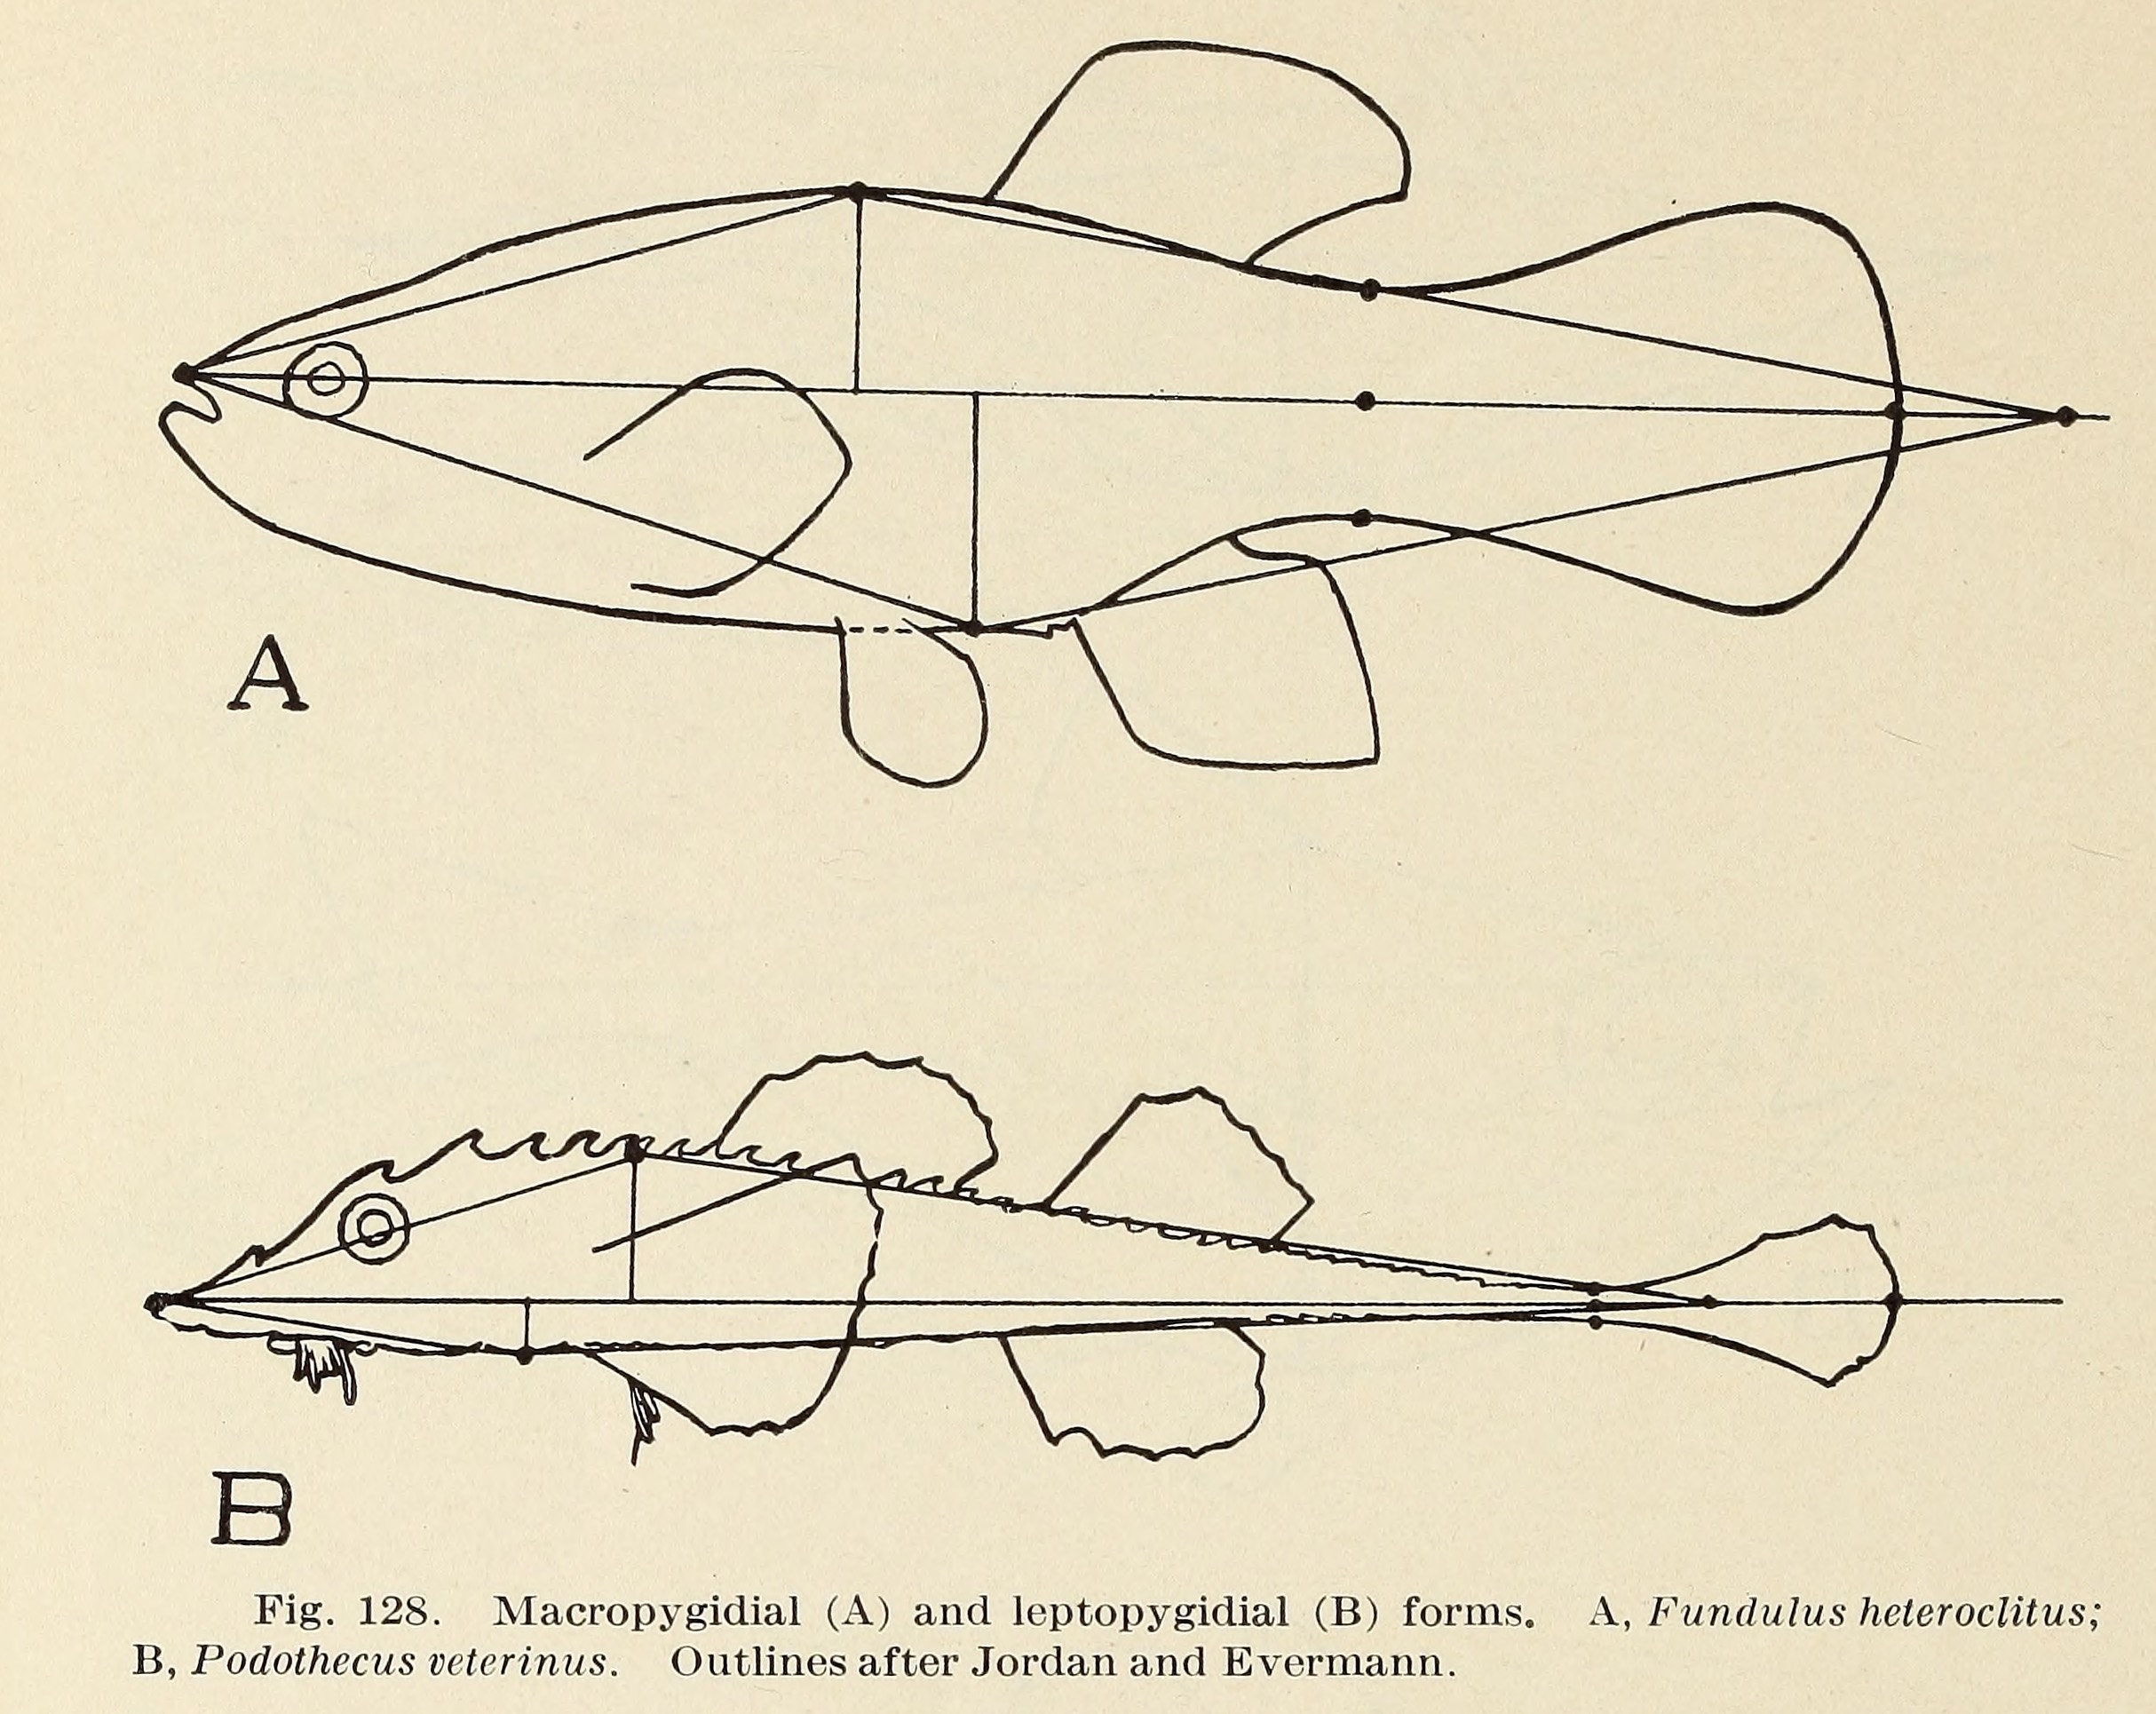 A
B
Fig. 128. Macropygidial (A) and leptopygidial (B) forms. A, Fundulus heteroclitus;
B, Podothecus veterinus. Outlines after Jordan and Evermann.